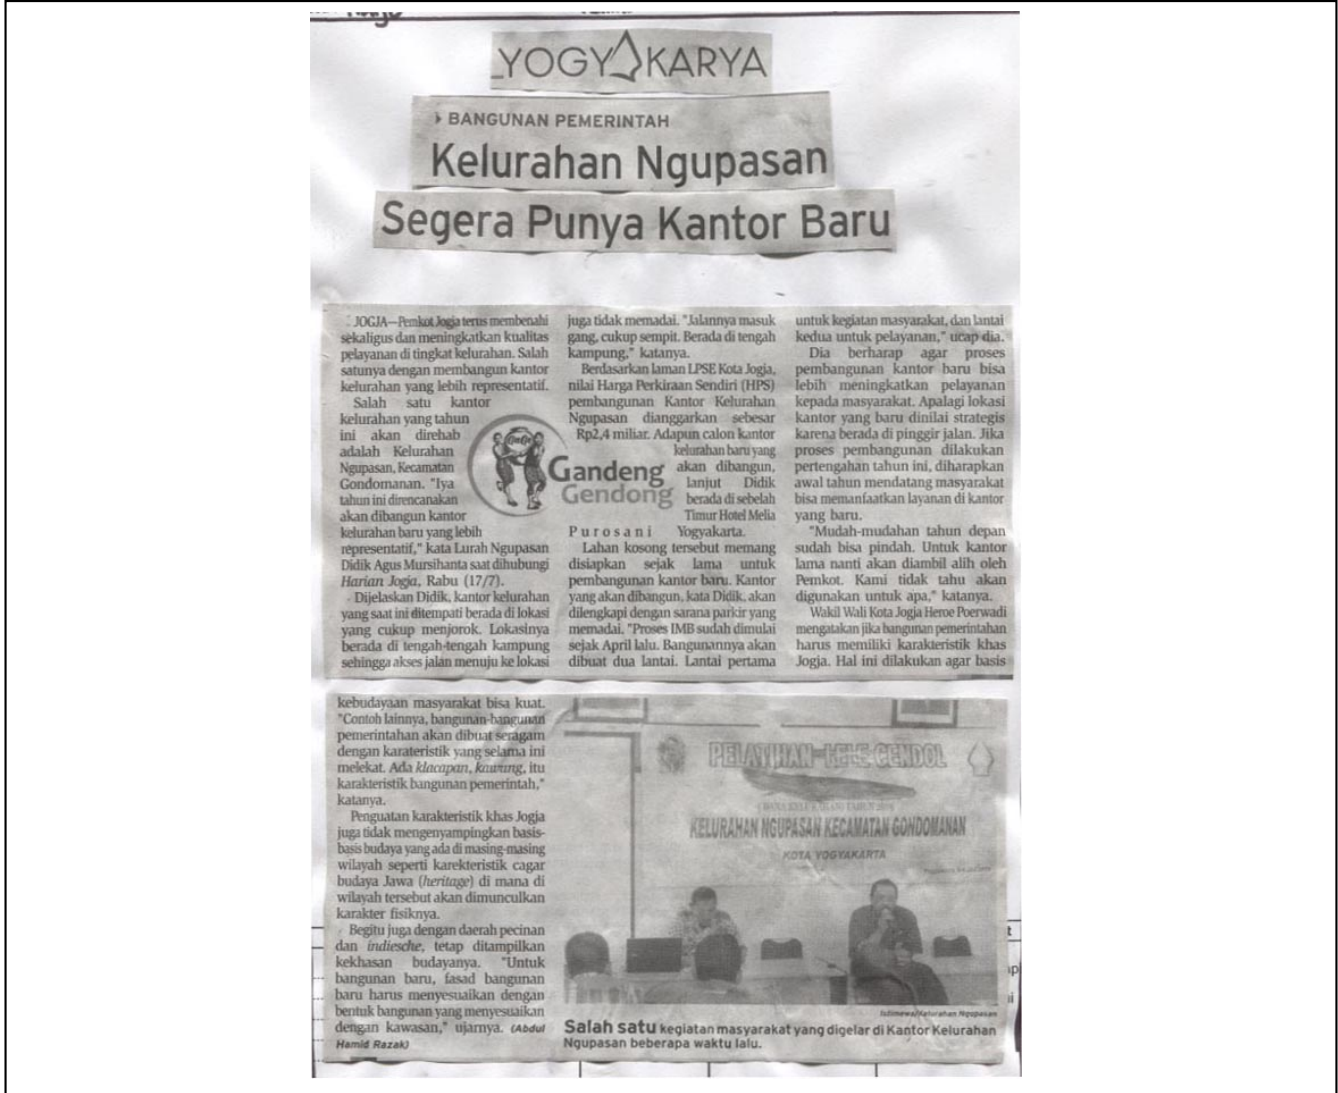 YOGYAKARYA
BANGUNAN PEMERINTAH
Kelurahan Ngupasan
Segera Punya Kantor Baru
JOGJA—Pemkot Jogja terus membenahi
sekaligus dan meningkatkan kualitas
pelayanan di tingkat kelurahan. Salah
satunya dengan membangun kantor
kelurahan yang lebih representatif.
Salah satu kantor
kelurahan yang tahun
ini akan direhab
adalah Kelurahan
Ngupasan, Kecamatan
Gondomanan. "Iya
tahun ini direncanakan
akan dibangun kantor
kelurahan baru yang lebih
representatif," kata Lurah Ngupasan
Didik Agus Mursihanta saat dihubungi
Harian Jogja, Rabu (17/7).
Dijelaskan Didik, kantor kelurahan
yang saat ini ditempati berada di lokasi
yang cukup menjorok. Lokasinya
berada di tengah-tengah kampung
sehingga akses jalan menuju ke lokasi
Gandeng
Gendong
juga tidak memadai. "Jalannya masuk
gang, cukup sempit. Berada di tengah
kampung," katanya.
Berdasarkan laman LPSE Kota Jogja,
nilai Harga Perkiraan Sendiri (HPS)
pembangunan Kantor Kelurahan
Ngupasan dianggarkan sebesar
Rp2,4 miliar. Adapun calon kantor
kelurahan baru yang
akan dibangun,
lanjut Didik
berada di sebelah
Timur Hotel Melia
Purosani Yogyakarta.
Lahan kosong tersebut memang
disiapkan sejak lama untuk
pembangunan kantor baru. Kantor
yang akan dibangun, kata Didik, akan
dilengkapi dengan sarana parkir yang
memadai. "Proses IMB sudah dimulai
sejak April lalu. Bangunannya akan
dibuat dua lantai. Lantai pertama
untuk kegiatan masyarakat, dan lantai
kedua untuk pelayanan," ucap dia.
Dia berharap agar proses
pembangunan kantor baru bisa
lebih meningkatkan pelayanan
kepada masyarakat. Apalagi lokasi
kantor yang baru dinilai strategis
karena berada di pinggir jalan. Jika
proses pembangunan dilakukan
pertengahan tahun ini, diharapkan
awal tahun mendatang masyarakat
bisa memanfaatkan layanan di kantor
yang baru.
"Mudah-mudahan tahun depan
sudah bisa pindah. Untuk kantor
lama nanti akan diambil alih oleh
Pemkot. Kami tidak tahu akan
digunakan untuk apa," katanya.
Wakil Wali Kota Jogja Heroe Poerwadi
mengatakan jika bangunan pemerintahan
harus memiliki karakteristik khas
Jogja. Hal ini dilakukan agar basis
kebudayaan masyarakat bisa kuat.
"Contoh lainnya, bangunan-bangunan
pemerintahan akan dibuat seragam
dengan karateristik yang selama ini
melekat. Ada klacapan, kawung, itu
karakteristik bangunan pemerintah,"
katanya.
Penguatan karakteristik khas Jogja
juga tidak mengenyampingkan basis-
basis budaya yang ada di masing-masing
wilayah seperti karekteristik cagar
budaya Jawa (heritage) di mana di
wilayah tersebut akan dimunculkan
karakter fisiknya.
Begitu juga dengan daerah pecinan
dan indiesche, tetap ditampilkan
kekhasan budayanya. "Untuk
bangunan baru, fasad bangunan
baru harus menyesuaikan dengan
bentuk bangunan yang menyesuaikan
dengan kawasan," ujarnya. (Abdul
Hamid Razak)
PELATIHAN LELE CENDOL
KELURAHAN NGUPASAN KECAMATAN GONDOMANAN
KOTA YOGYAKARTA
Istimewa/Kelurahan Ngupasan
Salah satu kegiatan masyarakat yang digelar di Kantor Kelurahan
Ngupasan beberapa waktu lalu.